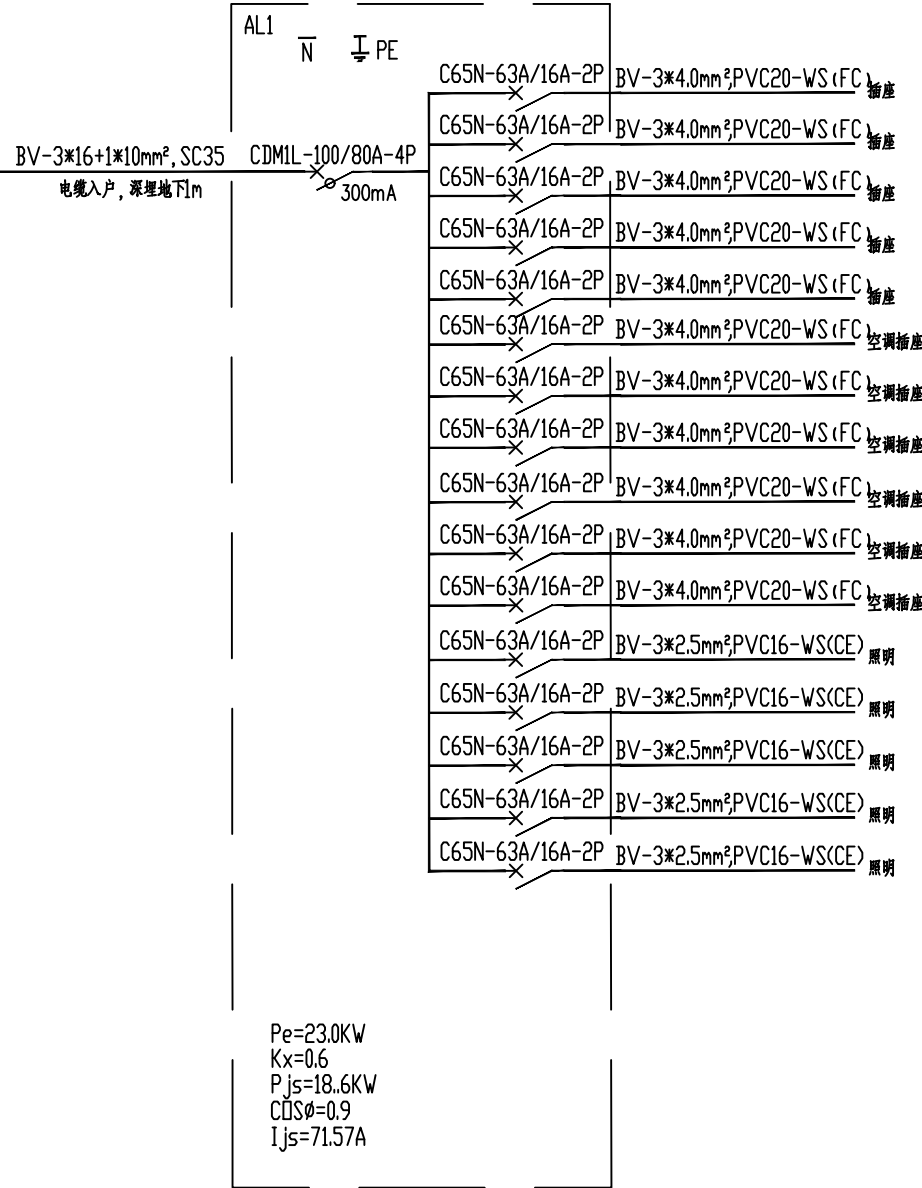 AL1
N PE
C65N-63A/16A-2P BV-3*4.0mm²,PVC20-WS(FC) 插座
C65N-63A/16A-2P BV-3*4.0mm²,PVC20-WS(FC) 插座
BV-3*16+1*10mm², SC35 CDM1L-100/80A-4P
电缆入户, 深埋地下1m 300mA
C65N-63A/16A-2P BV-3*4.0mm²,PVC20-WS(FC) 插座
C65N-63A/16A-2P BV-3*4.0mm²,PVC20-WS(FC) 插座
C65N-63A/16A-2P BV-3*4.0mm²,PVC20-WS(FC) 插座
C65N-63A/16A-2P BV-3*4.0mm²,PVC20-WS(FC) 空调插座
C65N-63A/16A-2P BV-3*4.0mm²,PVC20-WS(FC) 空调插座
C65N-63A/16A-2P BV-3*4.0mm²,PVC20-WS(FC) 空调插座
C65N-63A/16A-2P BV-3*4.0mm²,PVC20-WS(FC) 空调插座
C65N-63A/16A-2P BV-3*4.0mm²,PVC20-WS(FC) 空调插座
C65N-63A/16A-2P BV-3*4.0mm²,PVC20-WS(FC) 空调插座
C65N-63A/16A-2P BV-3*2.5mm²,PVC16-WS(CE) 照明
C65N-63A/16A-2P BV-3*2.5mm²,PVC16-WS(CE) 照明
C65N-63A/16A-2P BV-3*2.5mm²,PVC16-WS(CE) 照明
C65N-63A/16A-2P BV-3*2.5mm²,PVC16-WS(CE) 照明
C65N-63A/16A-2P BV-3*2.5mm²,PVC16-WS(CE) 照明
Pe=23.0KW
Kx=0.6
Pjs=18..6KW
COSø=0.9
Ijs=71.57A